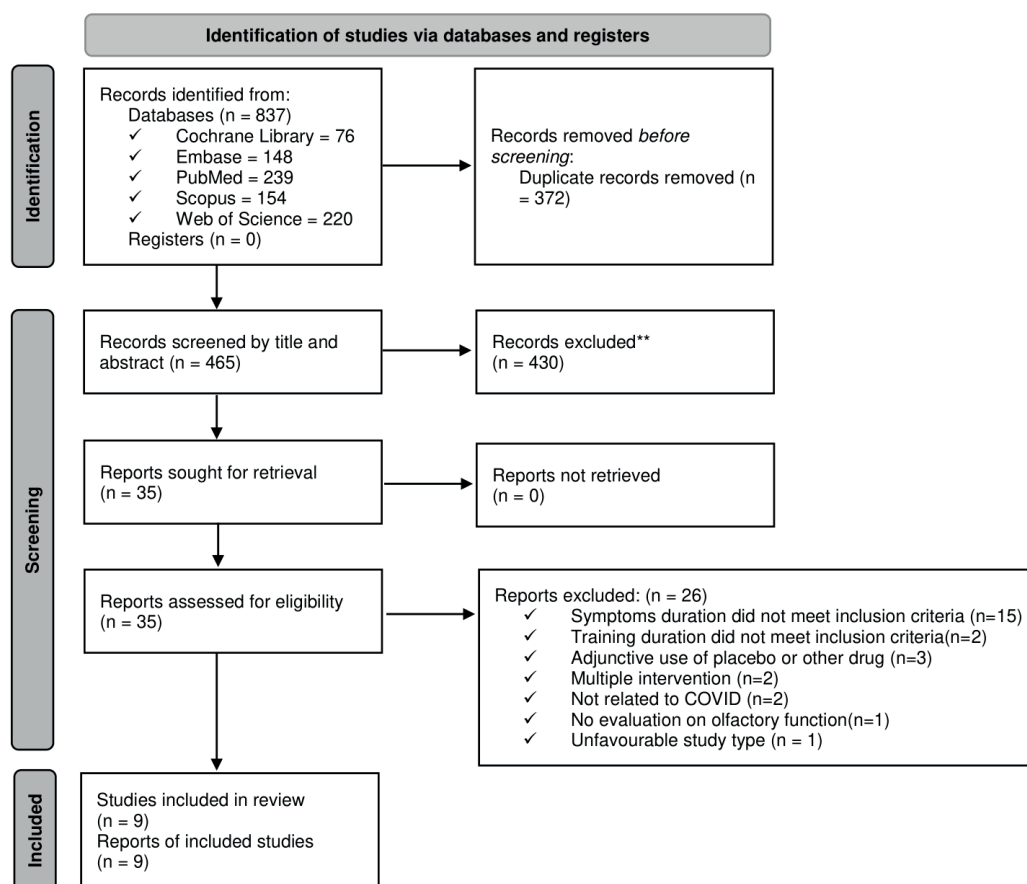 Identification of studies via databases and registers
Identification
Records identified from:
Databases (n = 837)
✓ Cochrane Library = 76
✓ Embase = 148
✓ PubMed = 239
✓ Scopus = 154
✓ Web of Science = 220
Registers (n = 0)
Records removed before
screening:
Duplicate records removed (n
= 372)
Screening
Records screened by title and
abstract (n = 465)
Records excluded**
(n = 430)
Reports sought for retrieval
(n = 35)
Reports not retrieved
(n = 0)
Reports assessed for eligibility
(n = 35)
Reports excluded: (n = 26)
✓ Symptoms duration did not meet inclusion criteria (n=15)
✓ Training duration did not meet inclusion criteria(n=2)
✓ Adjunctive use of placebo or other drug (n=3)
✓ Multiple intervention (n=2)
✓ Not related to COVID (n=2)
✓ No evaluation on olfactory function(n=1)
✓ Unfavourable study type (n = 1)
Included
Studies included in review
(n = 9)
Reports of included studies
(n = 9)